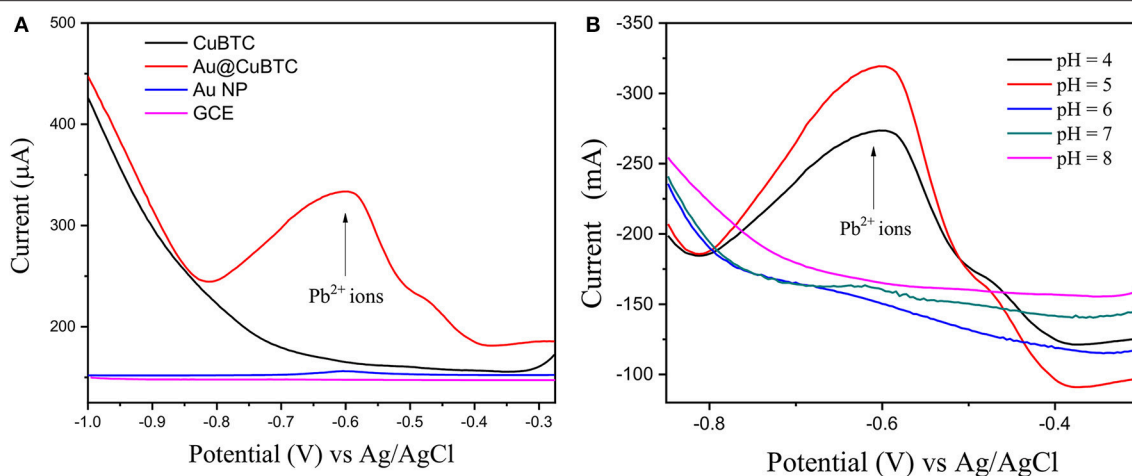 A
500
400
300
200
Current (μA)
CuBTC
Au@CuBTC
Au NP
GCE
Pb2+ ions
-1.0 -0.9 -0.8 -0.7 -0.6 -0.5 -0.4 -0.3
Potential (V) vs Ag/AgCl
B
-350
-300
-250
-200
-150
-100
Current (mA)
pH = 4
pH = 5
pH = 6
pH = 7
pH = 8
Pb2+ ions
-0.8 -0.6 -0.4
Potential (V) vs Ag/AgCl